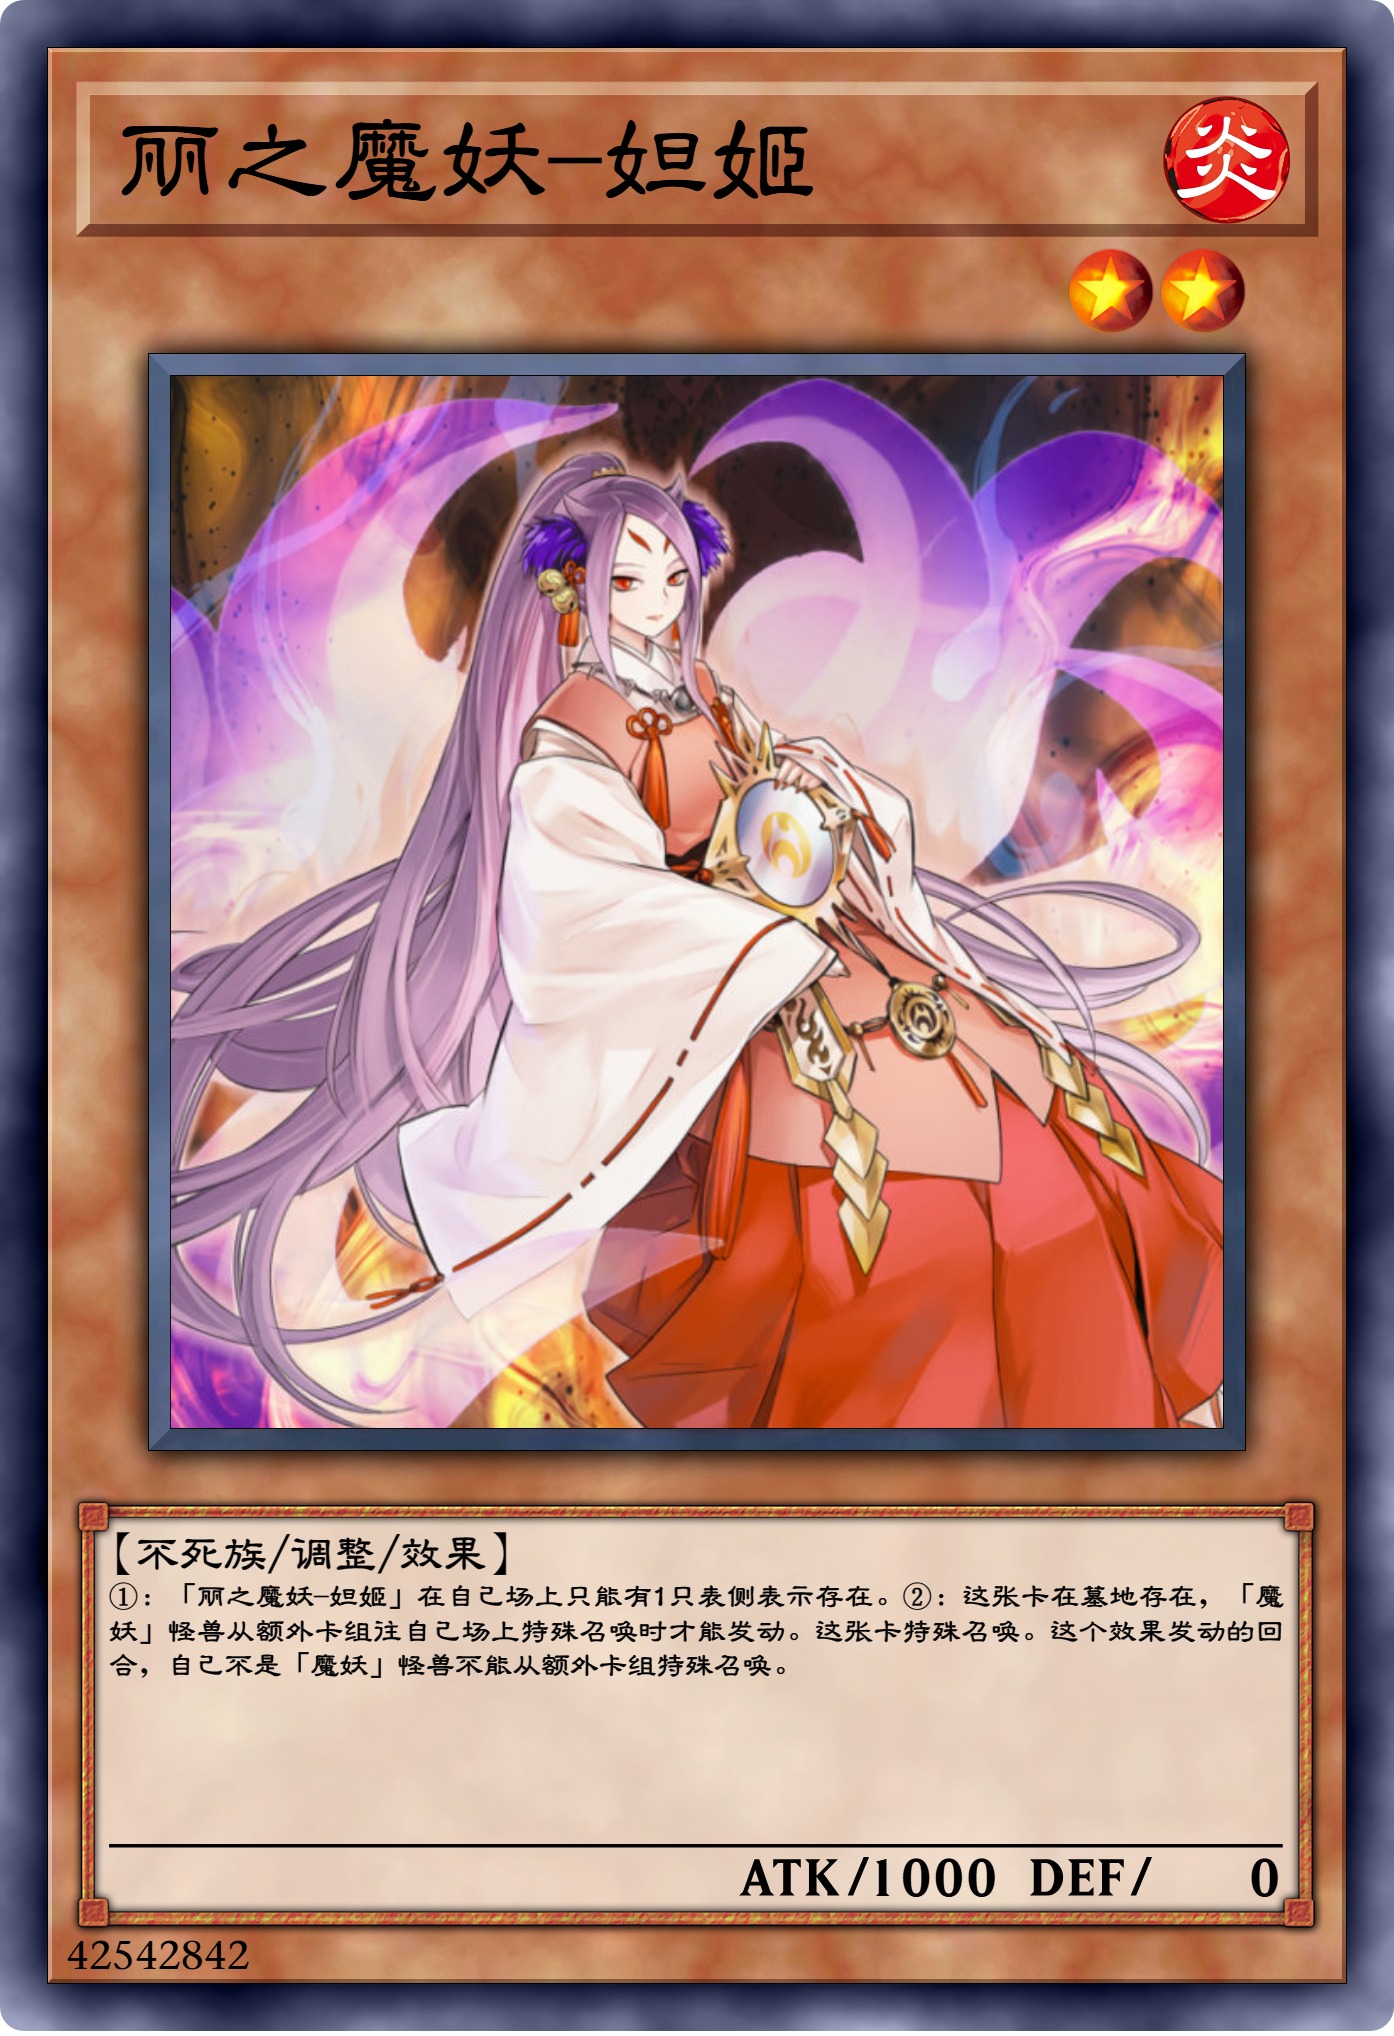 丽之魔妖-妲姬
炎
【不死族/调整/效果】
①：「丽之魔妖-妲姬」在自己场上只能有1只表侧表示存在。②：这张卡在墓地存在，「魔
妖」怪兽从额外卡组往自己场上特殊召唤时才能发动。这张卡特殊召唤。这个效果发动的回
合，自己不是「魔妖」怪兽不能从额外卡组特殊召唤。
ATK/1000 DEF/ 0
42542842